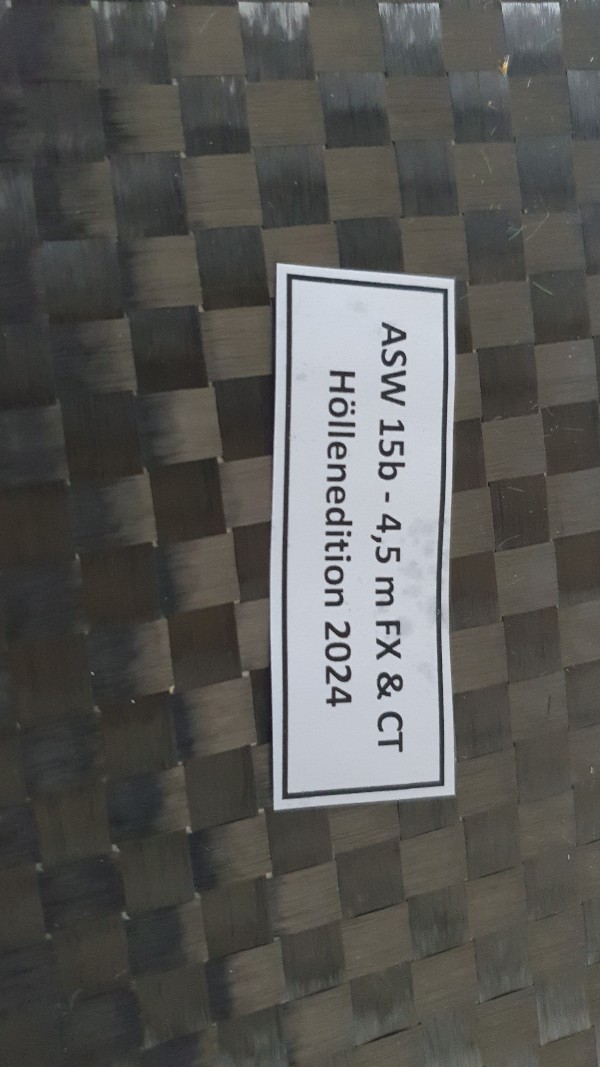 ASW 15b - 4,5 m FX & CT
Höllenedition 2024